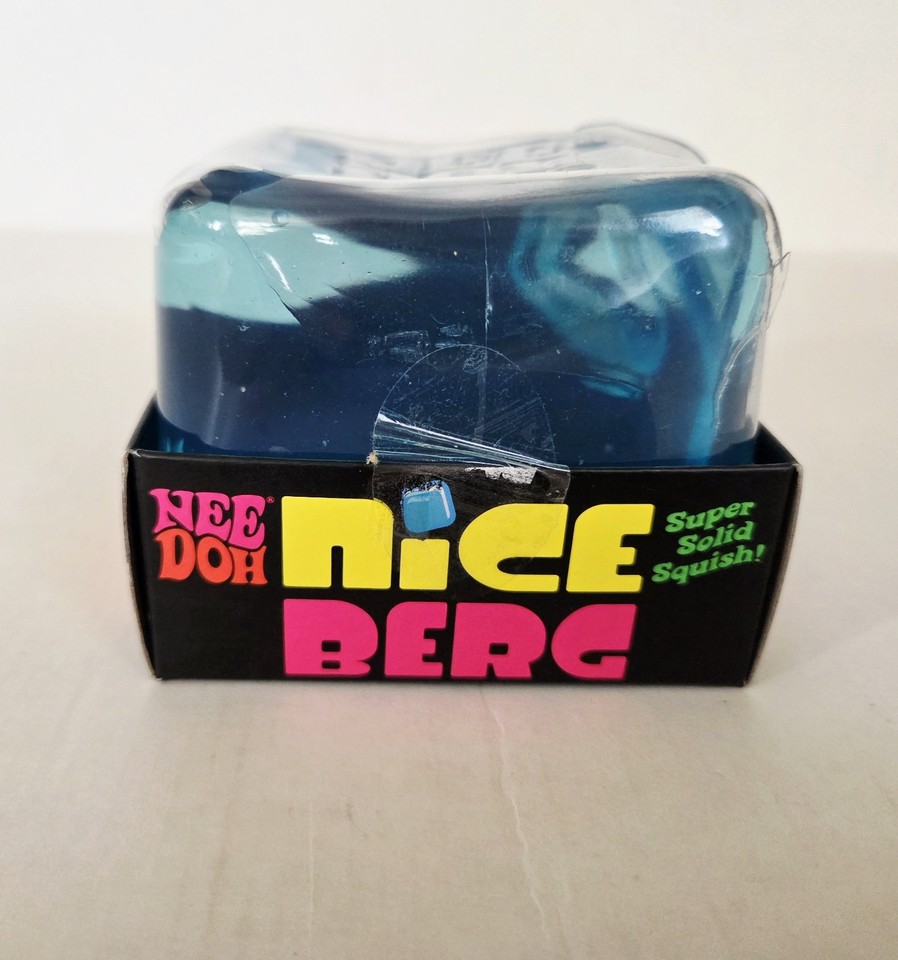 NEE
DOH®
NiCE
BERG
Super
Solid
Squish!